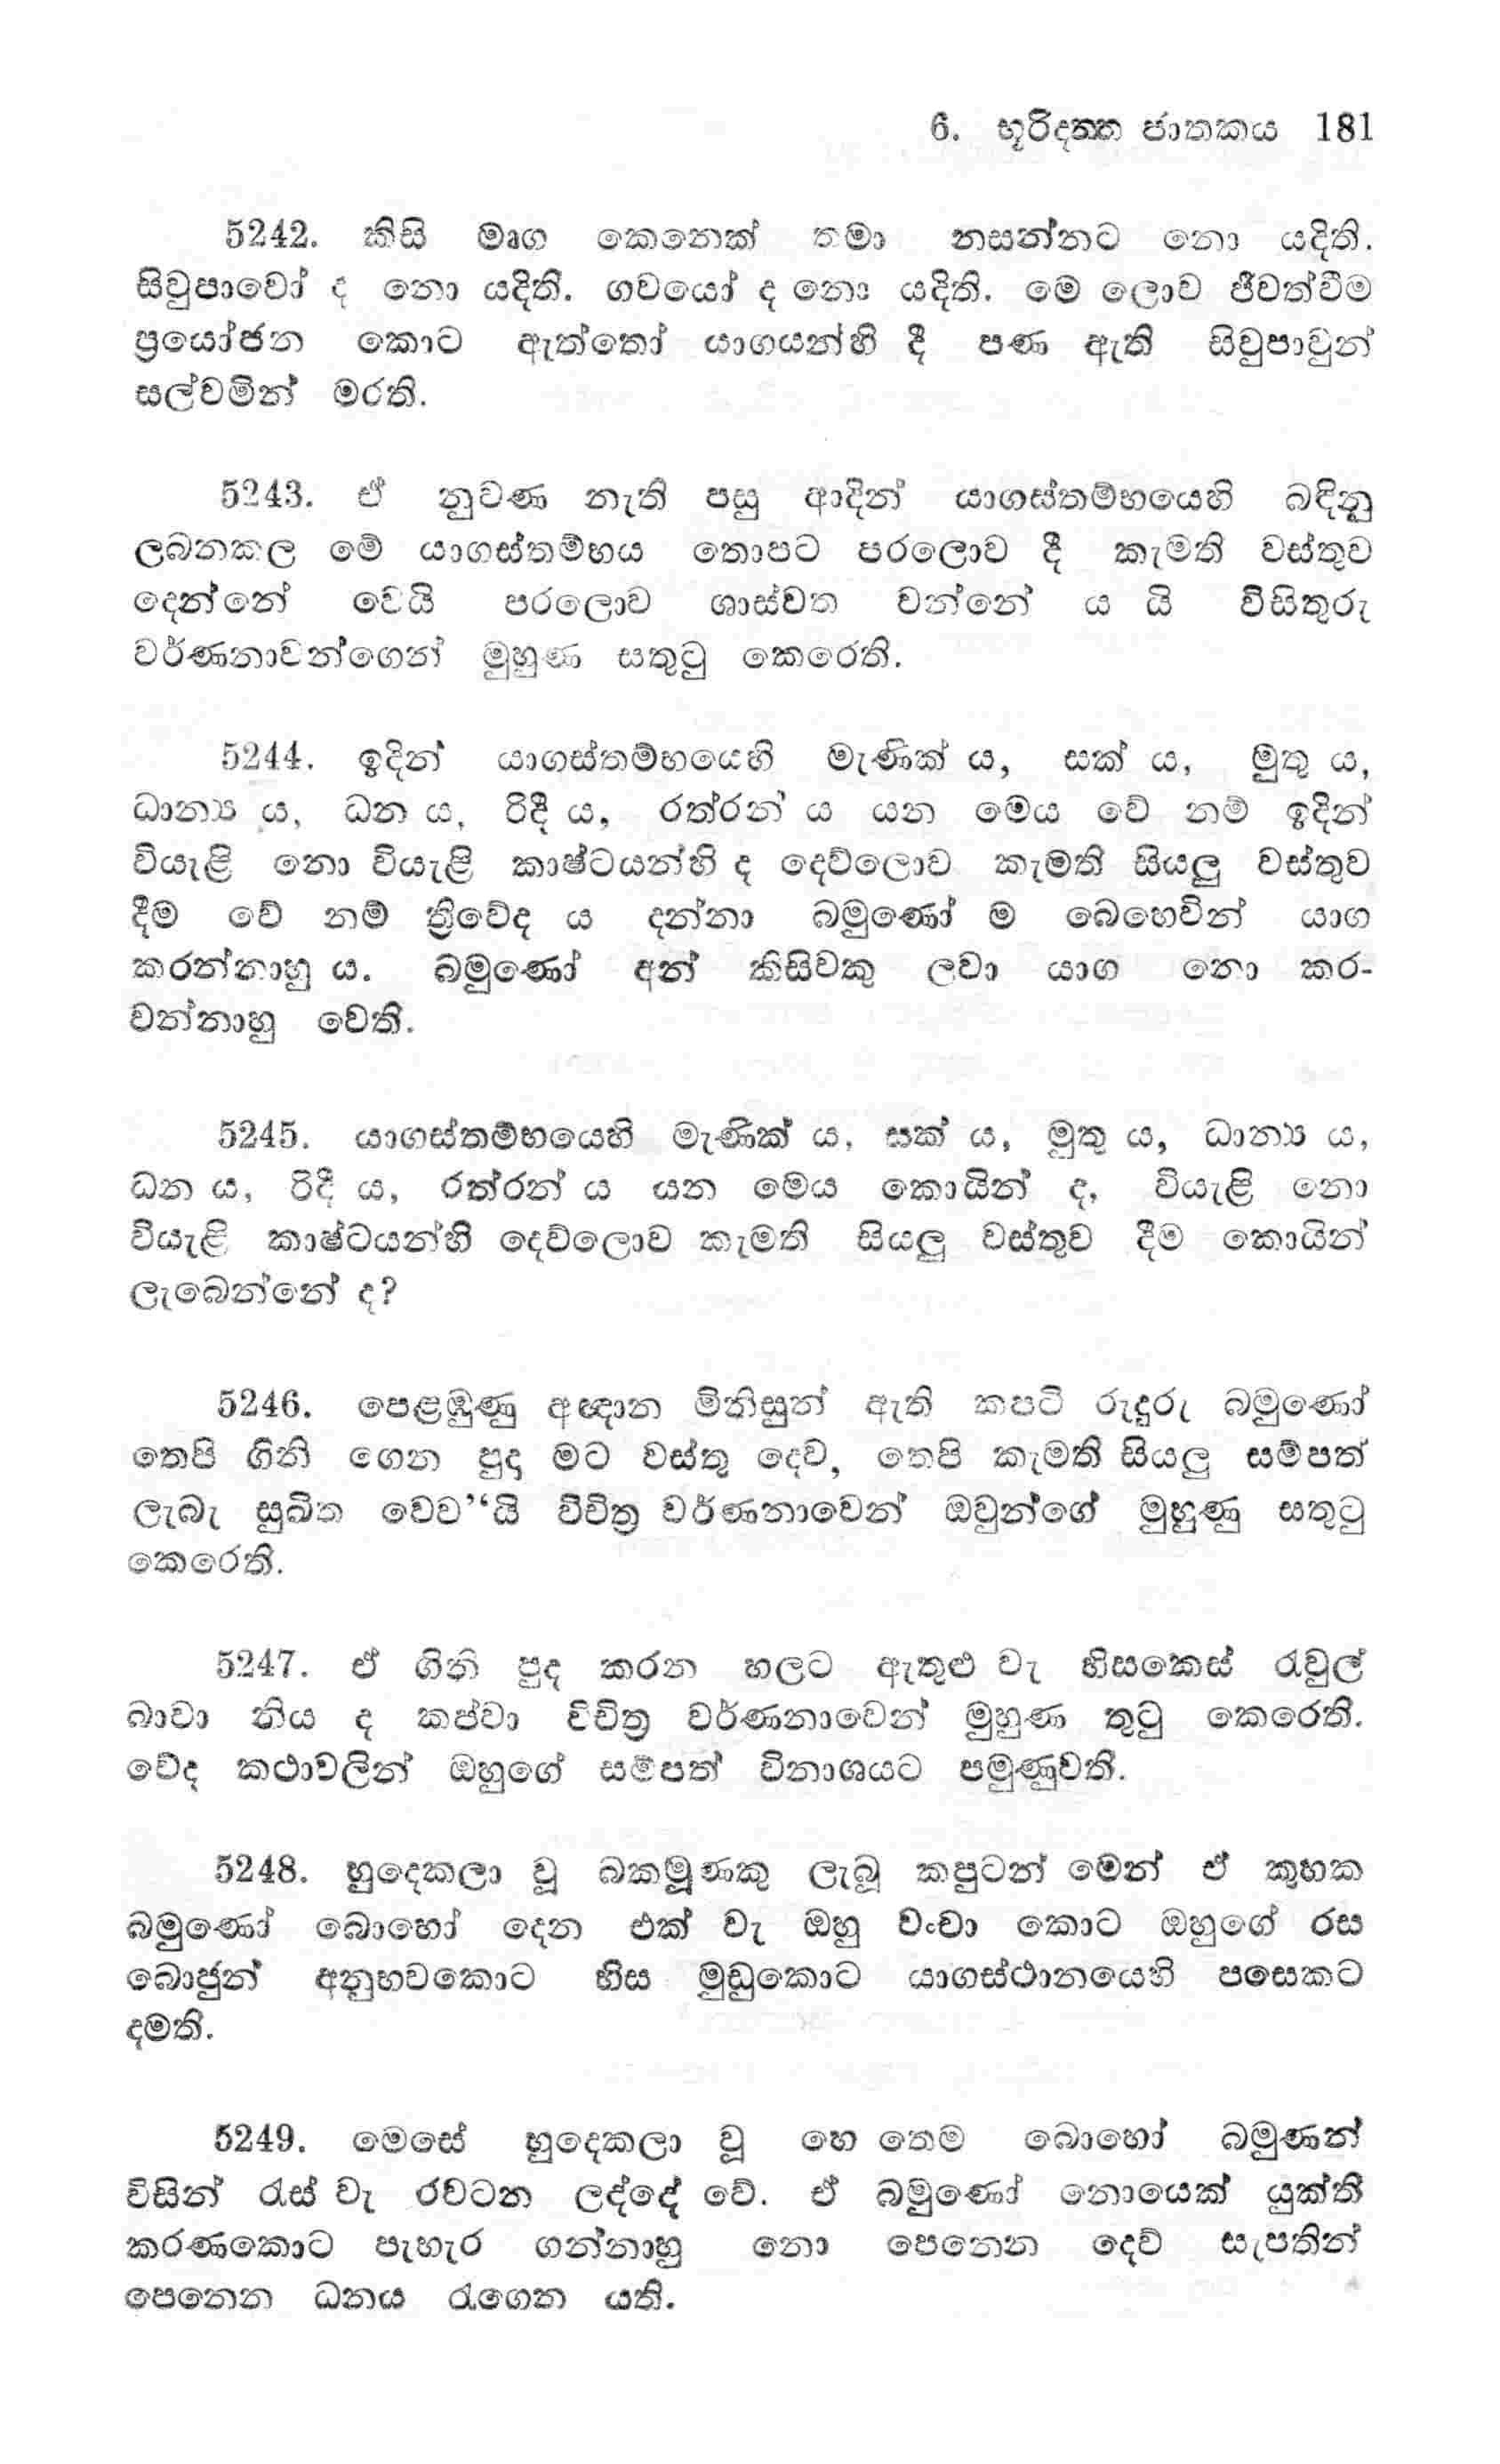 6. භූරිදත්ත ජාතකය 181
5242. කිසි මෘග කෙනෙක් තමා නසන්නට නො යදිති.
සිවුපාවෝ ද නො යදිති. ගවයෝ ද නො යදිති. මෙ ලොව ජීවත්වීම
ප්‍රයෝජන කොට ඇත්තෝ යාගයන්හි දී පණ ඇති සිවුපාවුන්
සල්වමින් මරති.
5243. ඒ නුවණ නැති පසු ආදින් යාගස්තම්භයෙහි බඳිනු
ලබනකල මේ යාගස්තම්භය තොපට පරලොව දී කැමති වස්තුව
දෙන්නේ වෙයි පරලොව ශාස්වත වන්නේ ය යි විසිතුරු
වර්ණනාවන්ගෙන් මුහුණ සතුටු කෙරෙති.
5244. ඉදින් යාගස්තම්භයෙහි මැණික් ය, සක් ය, මුතු ය,
ධාන්‍ය ය, ධන ය, රිදී ය, රත්රන් ය යන මෙය වේ නම් ඉදින්
වියැළි නො වියැළි කාෂ්ටයන්හි ද දෙව්ලොව කැමති සියලු වස්තුව
දීම වේ නම් ත්‍රිවේද ය දන්නා බමුණෝ ම බෙහෙවින් යාග
කරන්නාහු ය. බමුණෝ අන් කිසිවකු ලවා යාග නො කර-
වන්නාහු වෙති.
5245. යාගස්තම්භයෙහි මැණික් ය, සක් ය, මුතු ය, ධාන්‍ය ය,
ධන ය, රිදී ය, රත්රන් ය යන මෙය කොයින් ද, වියැළි නො
වියැළි කාෂ්ටයන්හි දෙව්ලොව කැමති සියලු වස්තුව දීම කොයින්
ලැබෙන්නේ ද?
5246. පෙළඹුණු අඥාන මිනිසුන් ඇති කපටි රුදුරු බමුණෝ
තෙපි ගිනි ගෙන පුදා මට වස්තු දෙව, තෙපි කැමති සියලු සම්පත්
ලැබැ සුඛිත වෙව’‘යි විචිත්‍ර වර්ණනාවෙන් ඔවුන්ගේ මුහුණු සතුටු
කෙරෙති.
5247. ඒ ගිනි පුද කරන හලට ඇතුළු වැ හිසකෙස් රැවුල්
බාවා නිය ද කප්වා විචිත්‍ර වර්ණනාවෙන් මුහුණ තුටු කෙරෙති.
වේද කථාවලින් ඔහුගේ සම්පත් විනාශයට පමුණුවති.
5248. හුදෙකලා වූ බකමූණකු ලැබූ කපුටන් මෙන් ඒ කුහක
බමුණෝ බොහෝ දෙන එක් වැ ඔහු වංචා කොට ඔහුගේ රස
බොජුන් අනුභවකොට හිස මුඩුකොට යාගස්ථානයෙහි පසෙකට
දමති.
5249. මෙසේ හුදෙකලා වූ හෙ තෙම බොහෝ බමුණන්
විසින් රැස් වැ රවටන ලද්දේ වේ. ඒ බමුණෝ නොයෙක් යුක්ති
කරණකොට පැහැර ගන්නාහු නො පෙනෙන දෙව් සැපතින්
පෙනෙන ධනය රැගෙන යති.